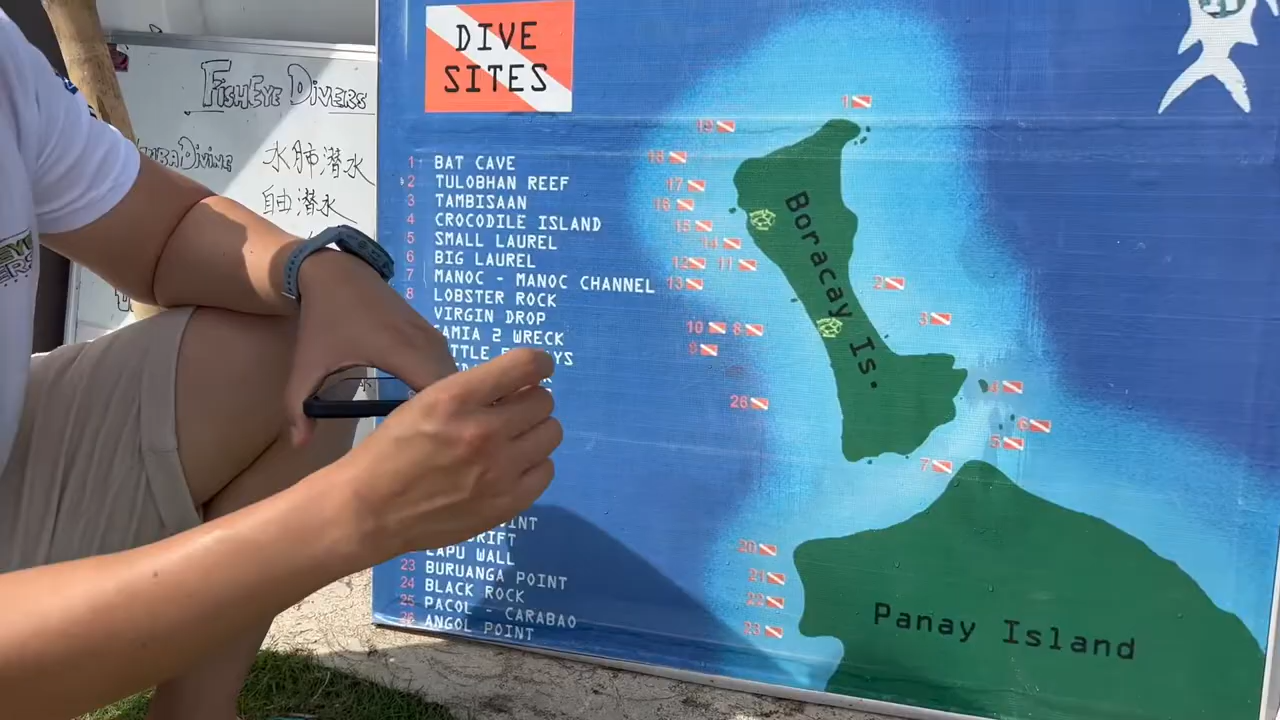 FISHEYE DIVERS
水肺潜水
自由潜水
DIVE
SITES
1 BAT CAVE
2 TULOBHAN REEF
3 TAMBISAAN
4 CROCODILE ISLAND
5 SMALL LAUREL
6 BIG LAUREL
7 MANOC - MANOC CHANNEL
8 LOBSTER ROCK
VIRGIN DROP
2 WRECK
LAPU WALL
23 BURUANGA POINT
24 BLACK ROCK
25 PACOL - CARABAO
26 ANGOL POINT
1
19
18
17
16
15
14
12 11
13
2
3
10 8
9
4
26
6
5
7
20
21
22
23
Boracay Is.
Panay Island